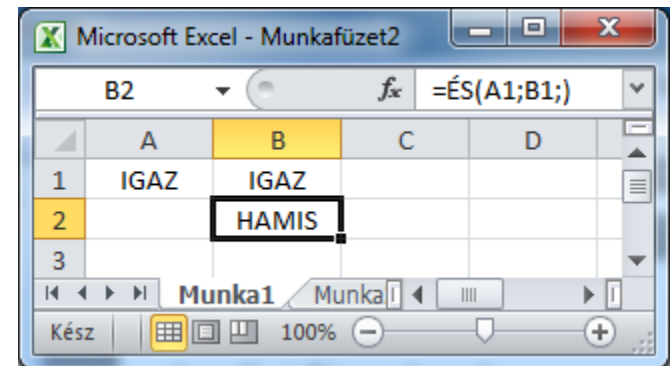 Microsoft Excel - Munkafüzet2
B2 fx =ÉS(A1;B1;)
A B C D
1 IGAZ IGAZ
2 HAMIS
3
Munka1 Munka
Kész 100%